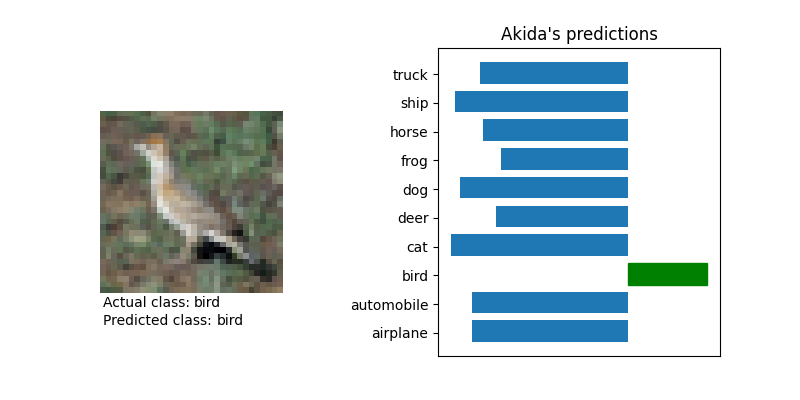 Akida's predictions
truck
ship
horse
frog
dog
deer
cat
bird
automobile
airplane
Actual class: bird
Predicted class: bird